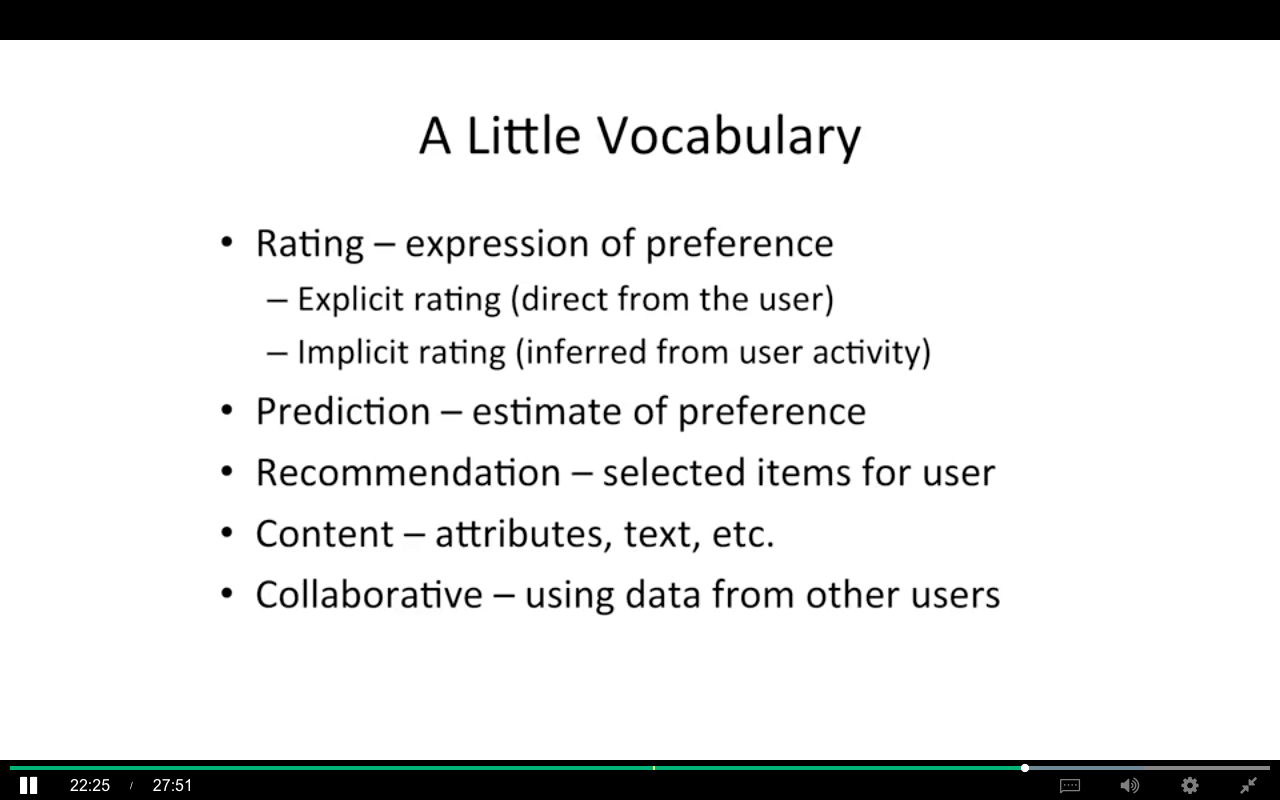 A Little Vocabulary
• Rating – expression of preference
– Explicit rating (direct from the user)
– Implicit rating (inferred from user activity)
• Prediction – estimate of preference
• Recommendation – selected items for user
• Content – attributes, text, etc.
• Collaborative – using data from other users
22:25 / 27:51